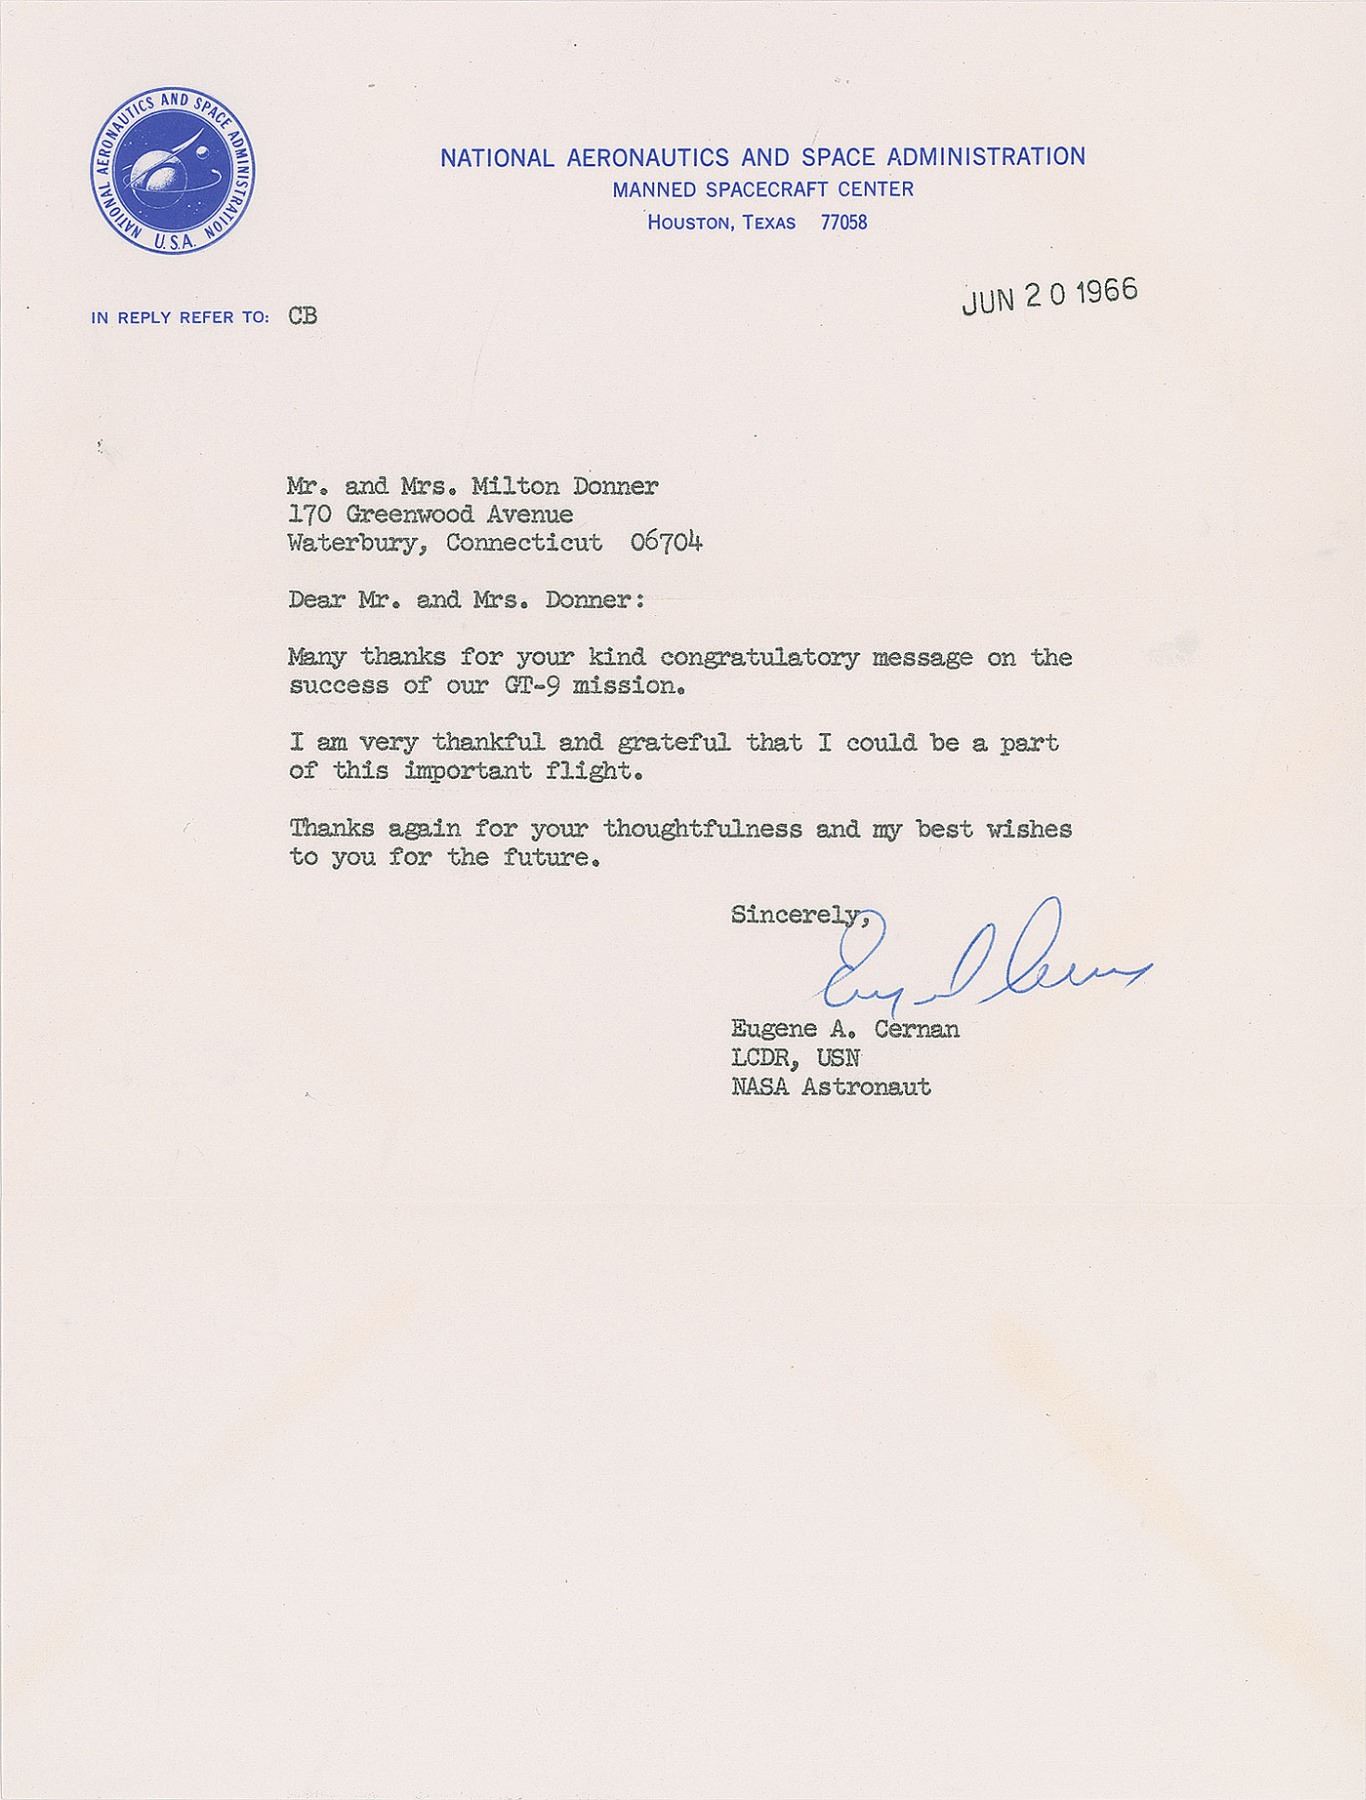 NATIONAL AERONAUTICS AND SPACE ADMINISTRATION
U.S.A.
NATIONAL AERONAUTICS AND SPACE ADMINISTRATION
MANNED SPACECRAFT CENTER
HOUSTON, TEXAS 77058
JUN 20 1966
IN REPLY REFER TO: CB
Mr. and Mrs. Milton Donner
170 Greenwood Avenue
Waterbury, Connecticut 06704
Dear Mr. and Mrs. Donner:
Many thanks for your kind congratulatory message on the
success of our GT-9 mission.
I am very thankful and grateful that I could be a part
of this important flight.
Thanks again for your thoughtfulness and my best wishes
to you for the future.
Sincerely,
Eugene A. Cernan
LCDR, USN
NASA Astronaut